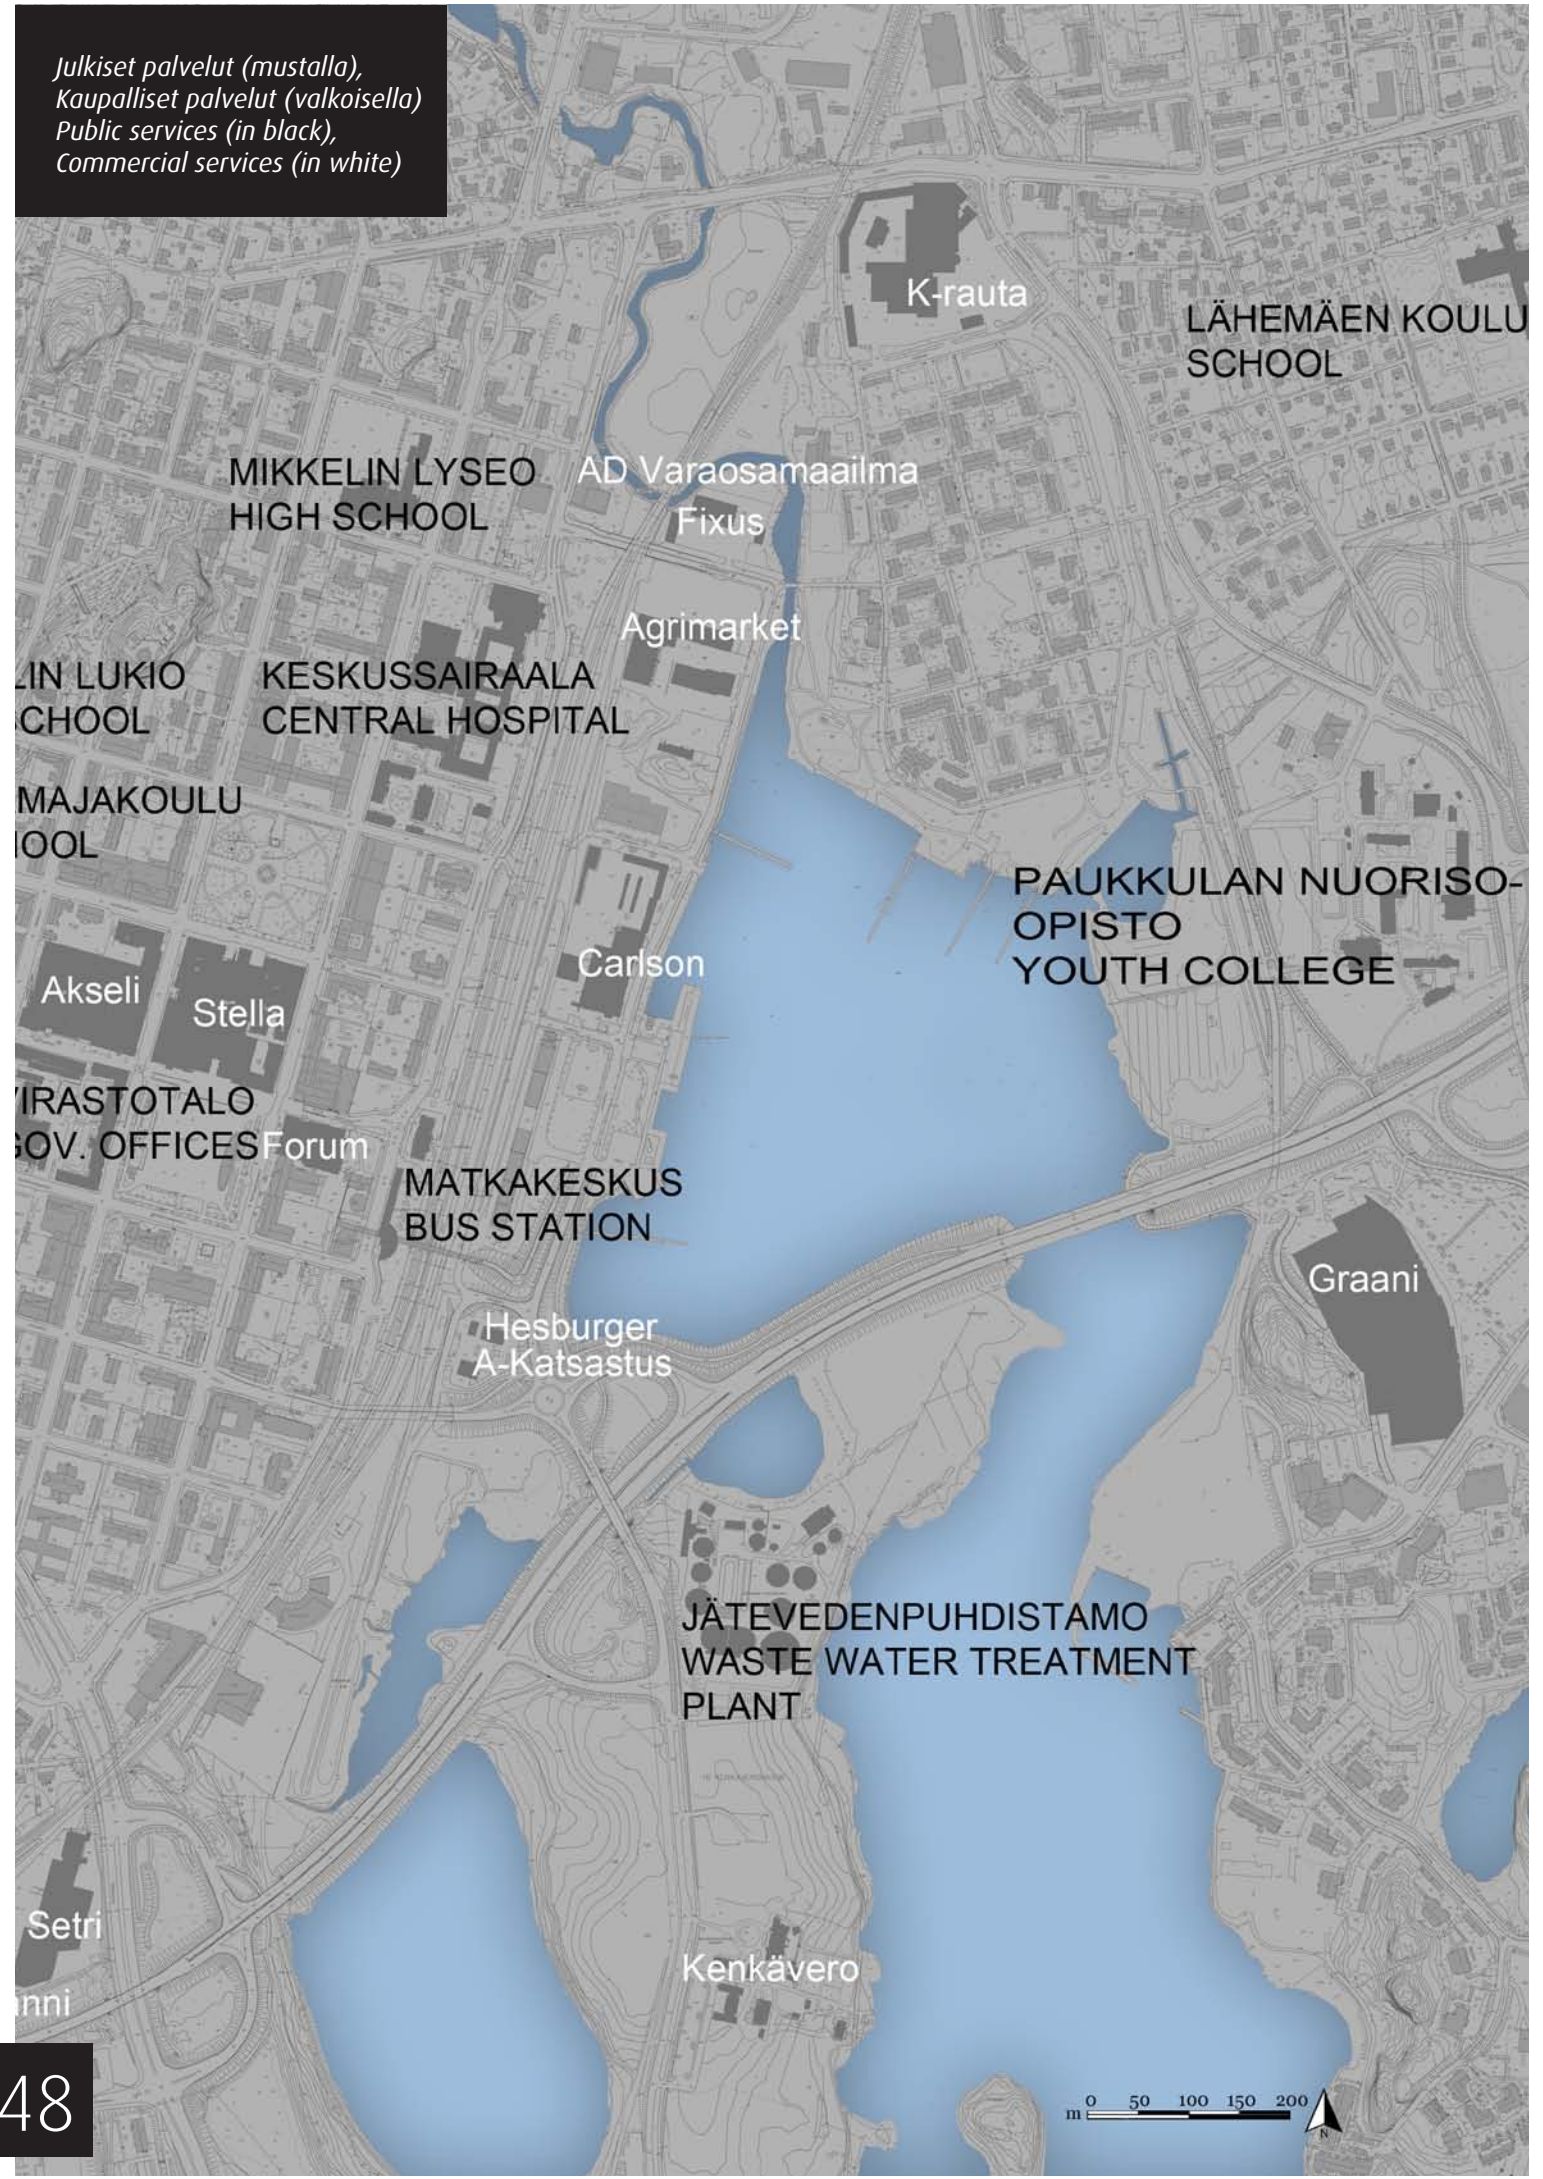 Julkiset palvelut (mustalla),
Kaupalliset palvelut (valkoisella)
Public services (in black),
Commercial services (in white)
K-rauta
LÄHEMÄEN KOULU
SCHOOL
MIKKELIN LYSEO
HIGH SCHOOL
AD Varaosamaailma
Fixus
Agrimarket
LIN LUKIO
CHOOL
KESKUSSAIRAALA
CENTRAL HOSPITAL
MAJAKOULU
OOL
PAUKKULAN NUORISO-
OPISTO
YOUTH COLLEGE
Carlson
Akseli
Stella
VIRASTOTALO
GOV. OFFICES
Forum
MATKAKESKUS
BUS STATION
Graani
Hesburger
A-Katsastus
JÄTEVEDENPUHDISTAMO
WASTE WATER TREATMENT
PLANT
Setri
nni
Kenkävero
48
m 0 50 100 150 200
N